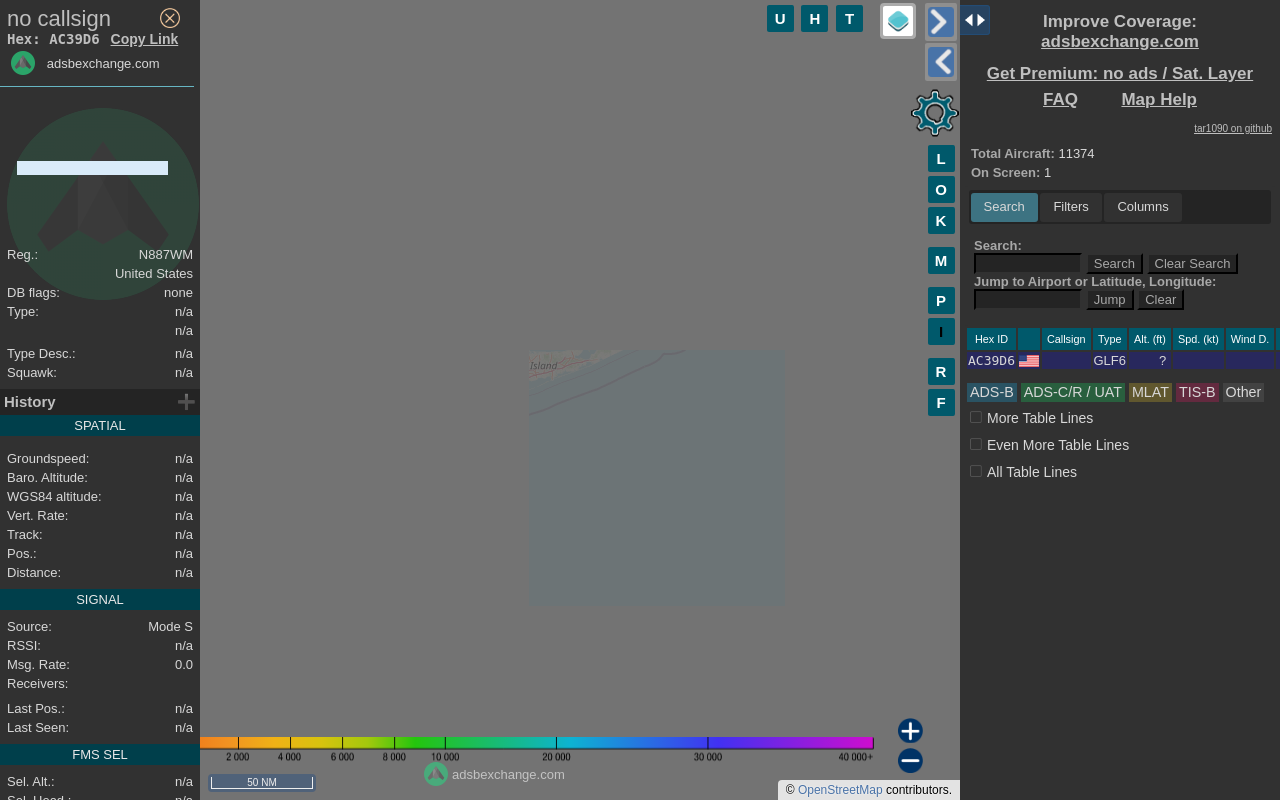 no callsign
Hex: AC39D6 Copy Link
adsbexchange.com
Reg.: N887WM
United States
DB flags: none
Type: n/a
n/a
Type Desc.: n/a
Squawk: n/a
History
SPATIAL
Groundspeed: n/a
Baro. Altitude: n/a
WGS84 altitude: n/a
Vert. Rate: n/a
Track: n/a
Pos.: n/a
Distance: n/a
SIGNAL
Source: Mode S
RSSI: n/a
Msg. Rate: 0.0
Receivers:
Last Pos.: n/a
Last Seen: n/a
FMS SEL
Sel. Alt.: n/a
Sel. Head.: n/a
U H T
L
O
K
M
P
I
R
F
Island
2 000 4 000 6 000 8 000 10 000 20 000 30 000 40 000+
adsbexchange.com
50 NM
© OpenStreetMap contributors.
Improve Coverage:
adsbexchange.com
Get Premium: no ads / Sat. Layer
FAQ Map Help
tar1090 on github
Total Aircraft: 11374
On Screen: 1
Search Filters Columns
Search:
Search Clear Search
Jump to Airport or Latitude, Longitude:
Jump Clear
Hex ID Callsign Type Alt. (ft) Spd. (kt) Wind D.
AC39D6 GLF6 ?
ADS-B ADS-C/R / UAT MLAT TIS-B Other
More Table Lines
Even More Table Lines
All Table Lines